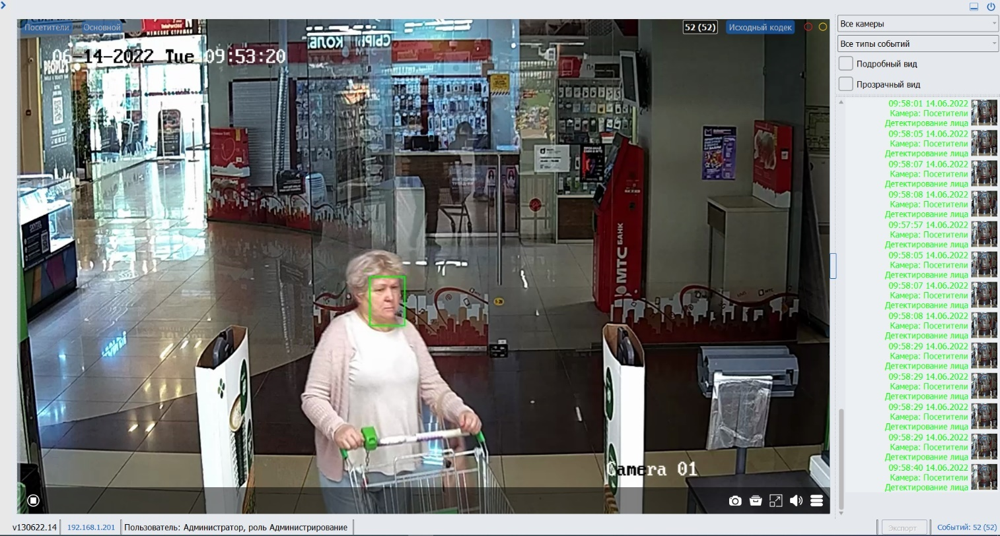 Посетители
Основной
52 (52)
Исходный кодек
06-14-2022 Tue 09:53:20
PEOPLE'S
МТС БАНК
Camera 01
Все камеры
Все типы событий
Подробный вид
Прозрачный вид
09:58:01 14.06.2022
Камера: Посетители
Детектирование лица
09:58:05 14.06.2022
Камера: Посетители
Детектирование лица
09:58:07 14.06.2022
Камера: Посетители
Детектирование лица
09:58:08 14.06.2022
Камера: Посетители
Детектирование лица
09:57:57 14.06.2022
Камера: Посетители
Детектирование лица
09:58:05 14.06.2022
Камера: Посетители
Детектирование лица
09:58:07 14.06.2022
Камера: Посетители
Детектирование лица
09:58:08 14.06.2022
Камера: Посетители
Детектирование лица
09:58:29 14.06.2022
Камера: Посетители
Детектирование лица
09:58:29 14.06.2022
Камера: Посетители
Детектирование лица
09:58:29 14.06.2022
Камера: Посетители
Детектирование лица
09:58:29 14.06.2022
Камера: Посетители
Детектирование лица
09:58:40 14.06.2022
Камера: Посетители
Детектирование лица
v130622.14
192.168.1.201
Пользователь: Администратор, роль Администрирование
Экспорт
Событий: 52 (52)